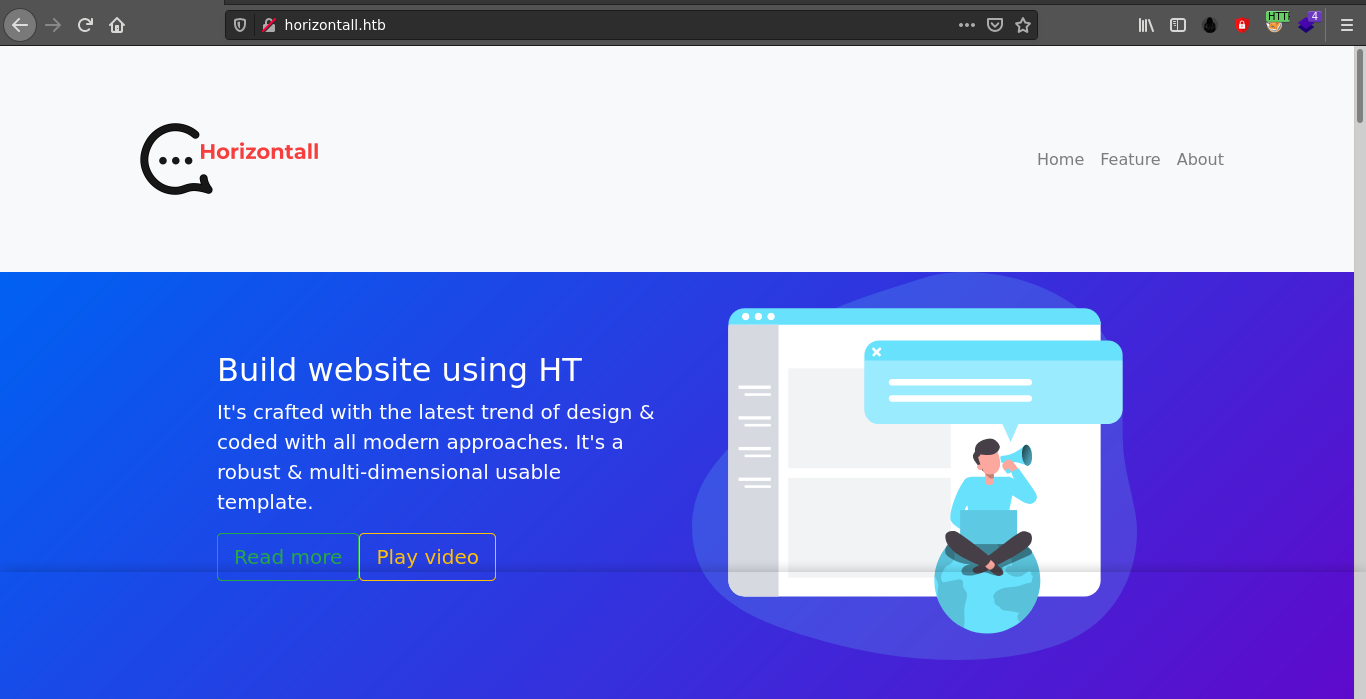 horizontall.htb
HTTP
4
Horizontall
Home Feature About
Build website using HT
It's crafted with the latest trend of design &
coded with all modern approaches. It's a
robust & multi-dimensional usable
template.
Read more Play video